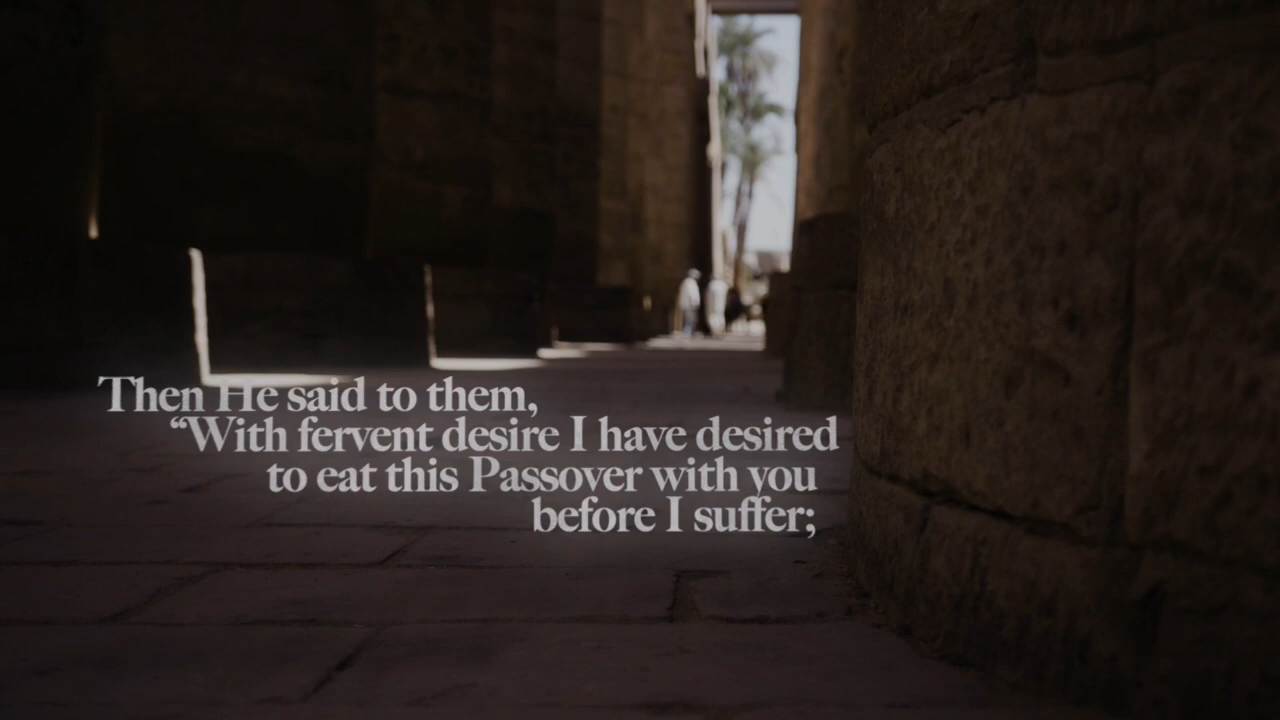 Then He said to them,
“With fervent desire I have desired
to eat this Passover with you
before I suffer;